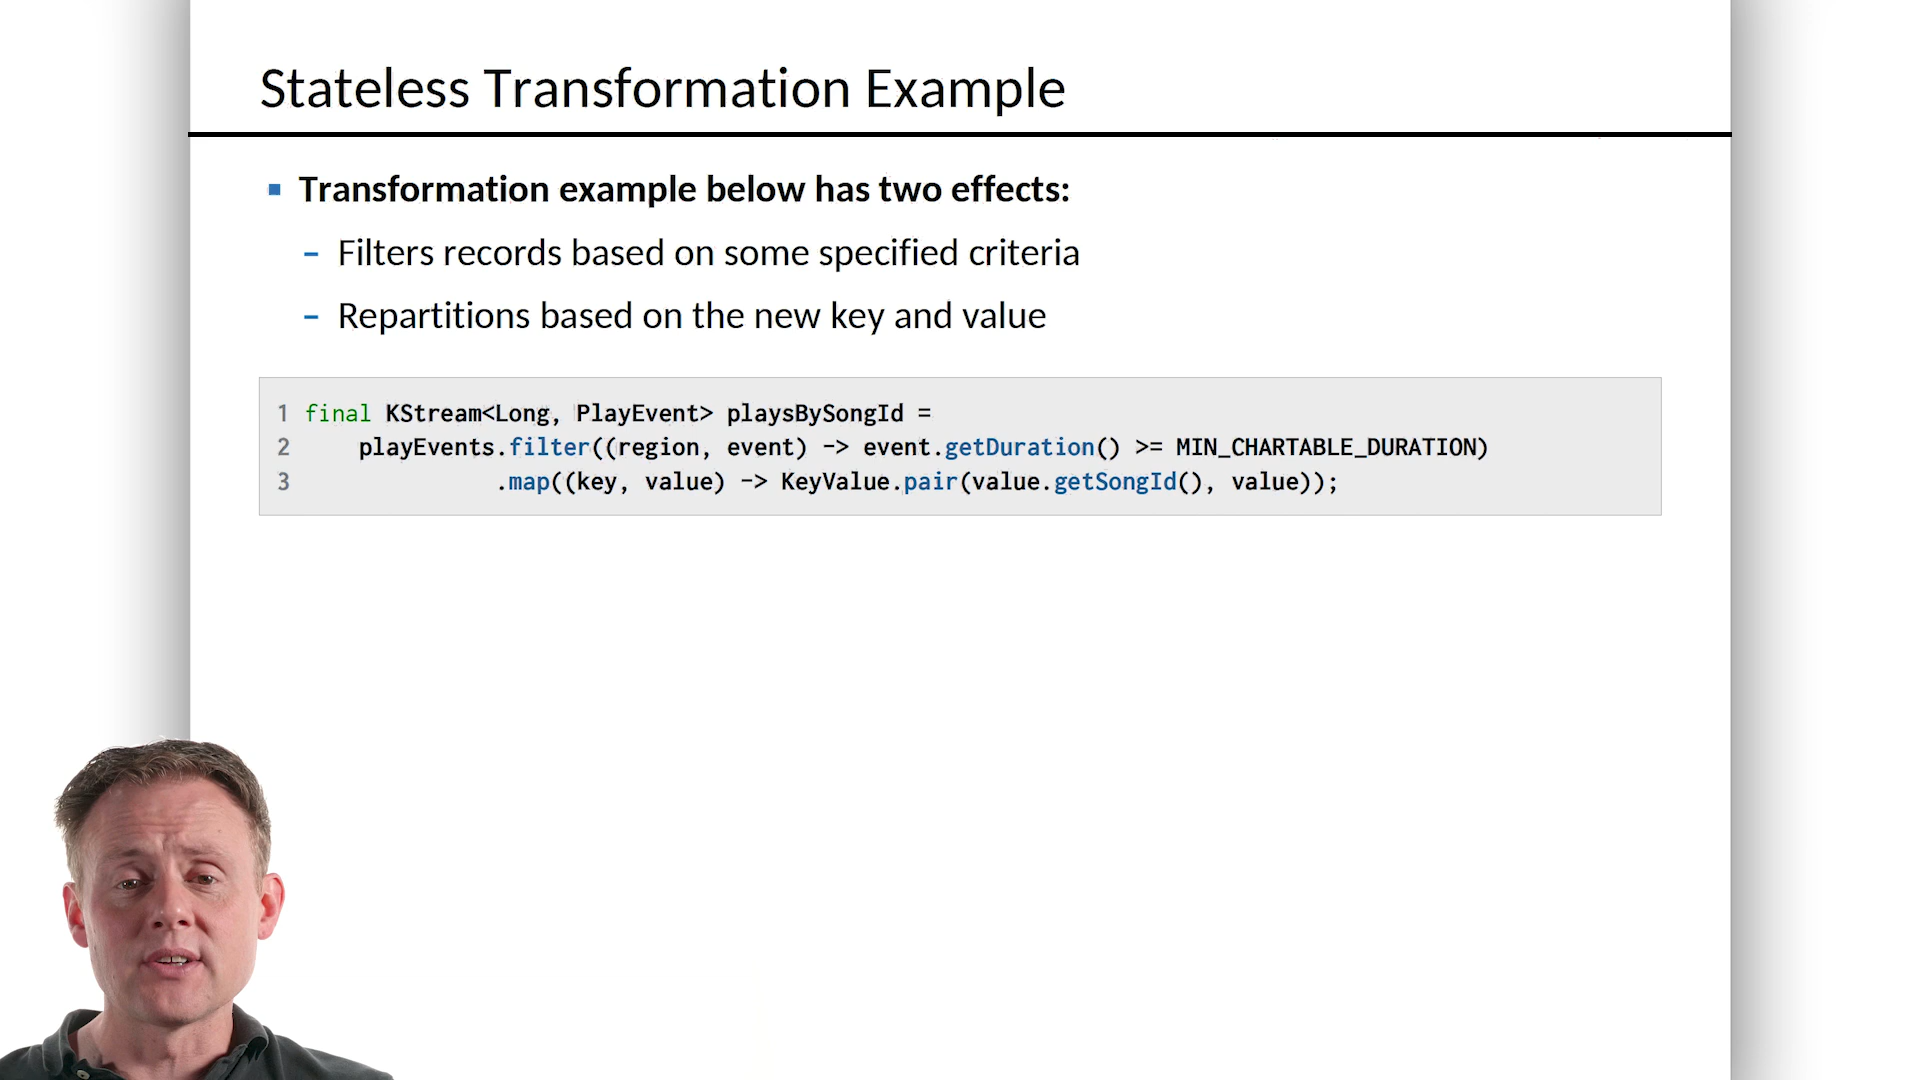 Stateless Transformation Example
Transformation example below has two effects:
– Filters records based on some specified criteria
– Repartitions based on the new key and value
1 final KStream<Long, PlayEvent> playsBySongId =
2 playEvents.filter((region, event) -> event.getDuration() >= MIN_CHARTABLE_DURATION)
3 .map((key, value) -> KeyValue.pair(value.getSongId(), value));